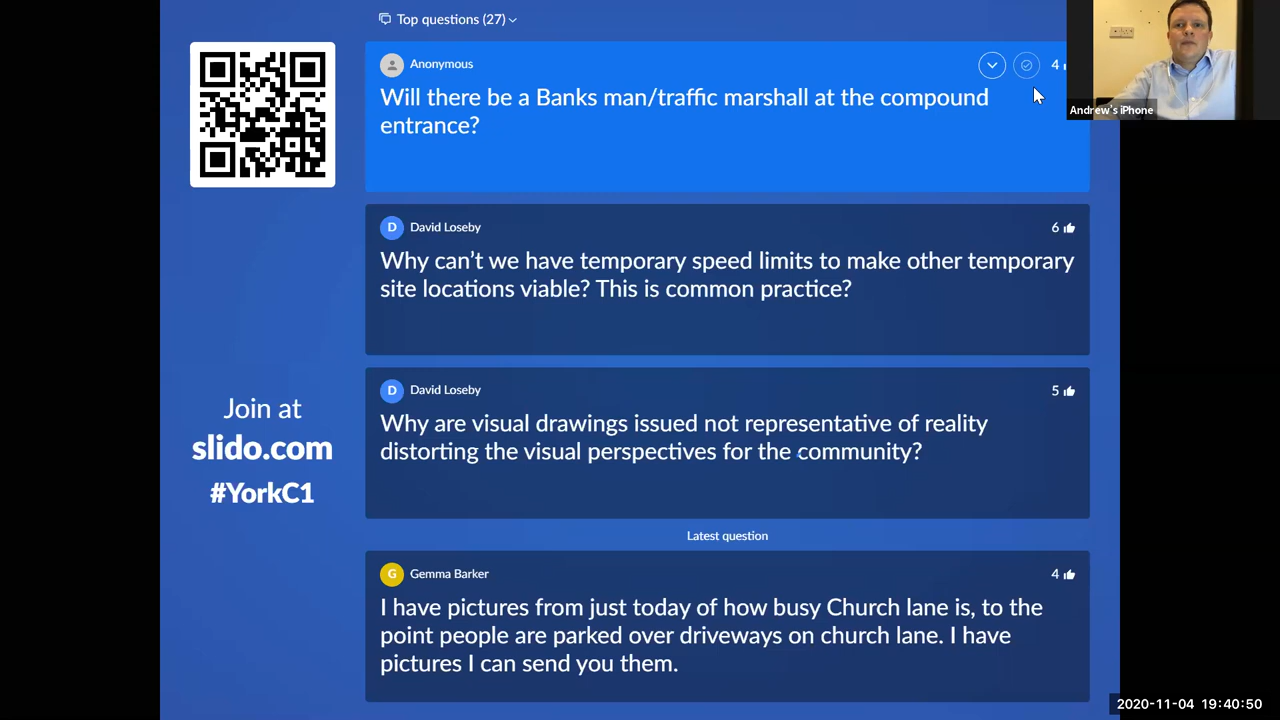 Top questions (27)
Anonymous
4
Will there be a Banks man/traffic marshall at the compound
entrance?
Andrew's iPhone
D
David Loseby
6
Why can't we have temporary speed limits to make other temporary
site locations viable? This is common practice?
D
David Loseby
5
Why are visual drawings issued not representative of reality
distorting the visual perspectives for the community?
Join at
slido.com
#YorkC1
Latest question
G
Gemma Barker
4
I have pictures from just today of how busy Church lane is, to the
point people are parked over driveways on church lane. I have
pictures I can send you them.
2020-11-04 19:40:50